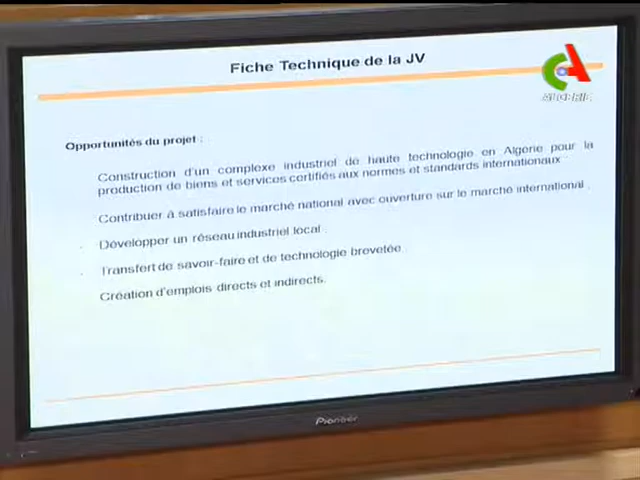 Fiche Technique de la JV
ALGERIE
Opportunités du projet :
Construction d'un complexe industriel de haute technologie en Algérie pour la
production de biens et services certifiés aux normes et standards internationaux
Contribuer à satisfaire le marché national avec ouverture sur le marché international .
Développer un réseau industriel local
Transfert de savoir-faire et de technologie brevetée
Création d'emplois directs et indirects.
Pioneer